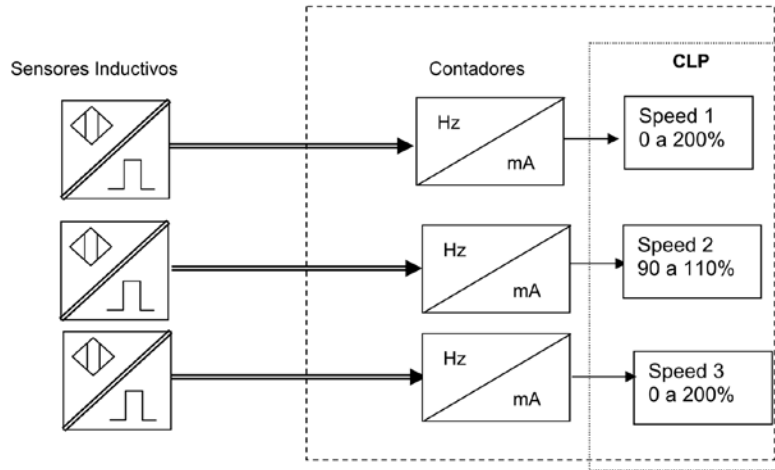 Sensores Inductivos
Contadores
CLP
Hz
mA
Speed 1
0 a 200%
Hz
mA
Speed 2
90 a 110%
Hz
mA
Speed 3
0 a 200%